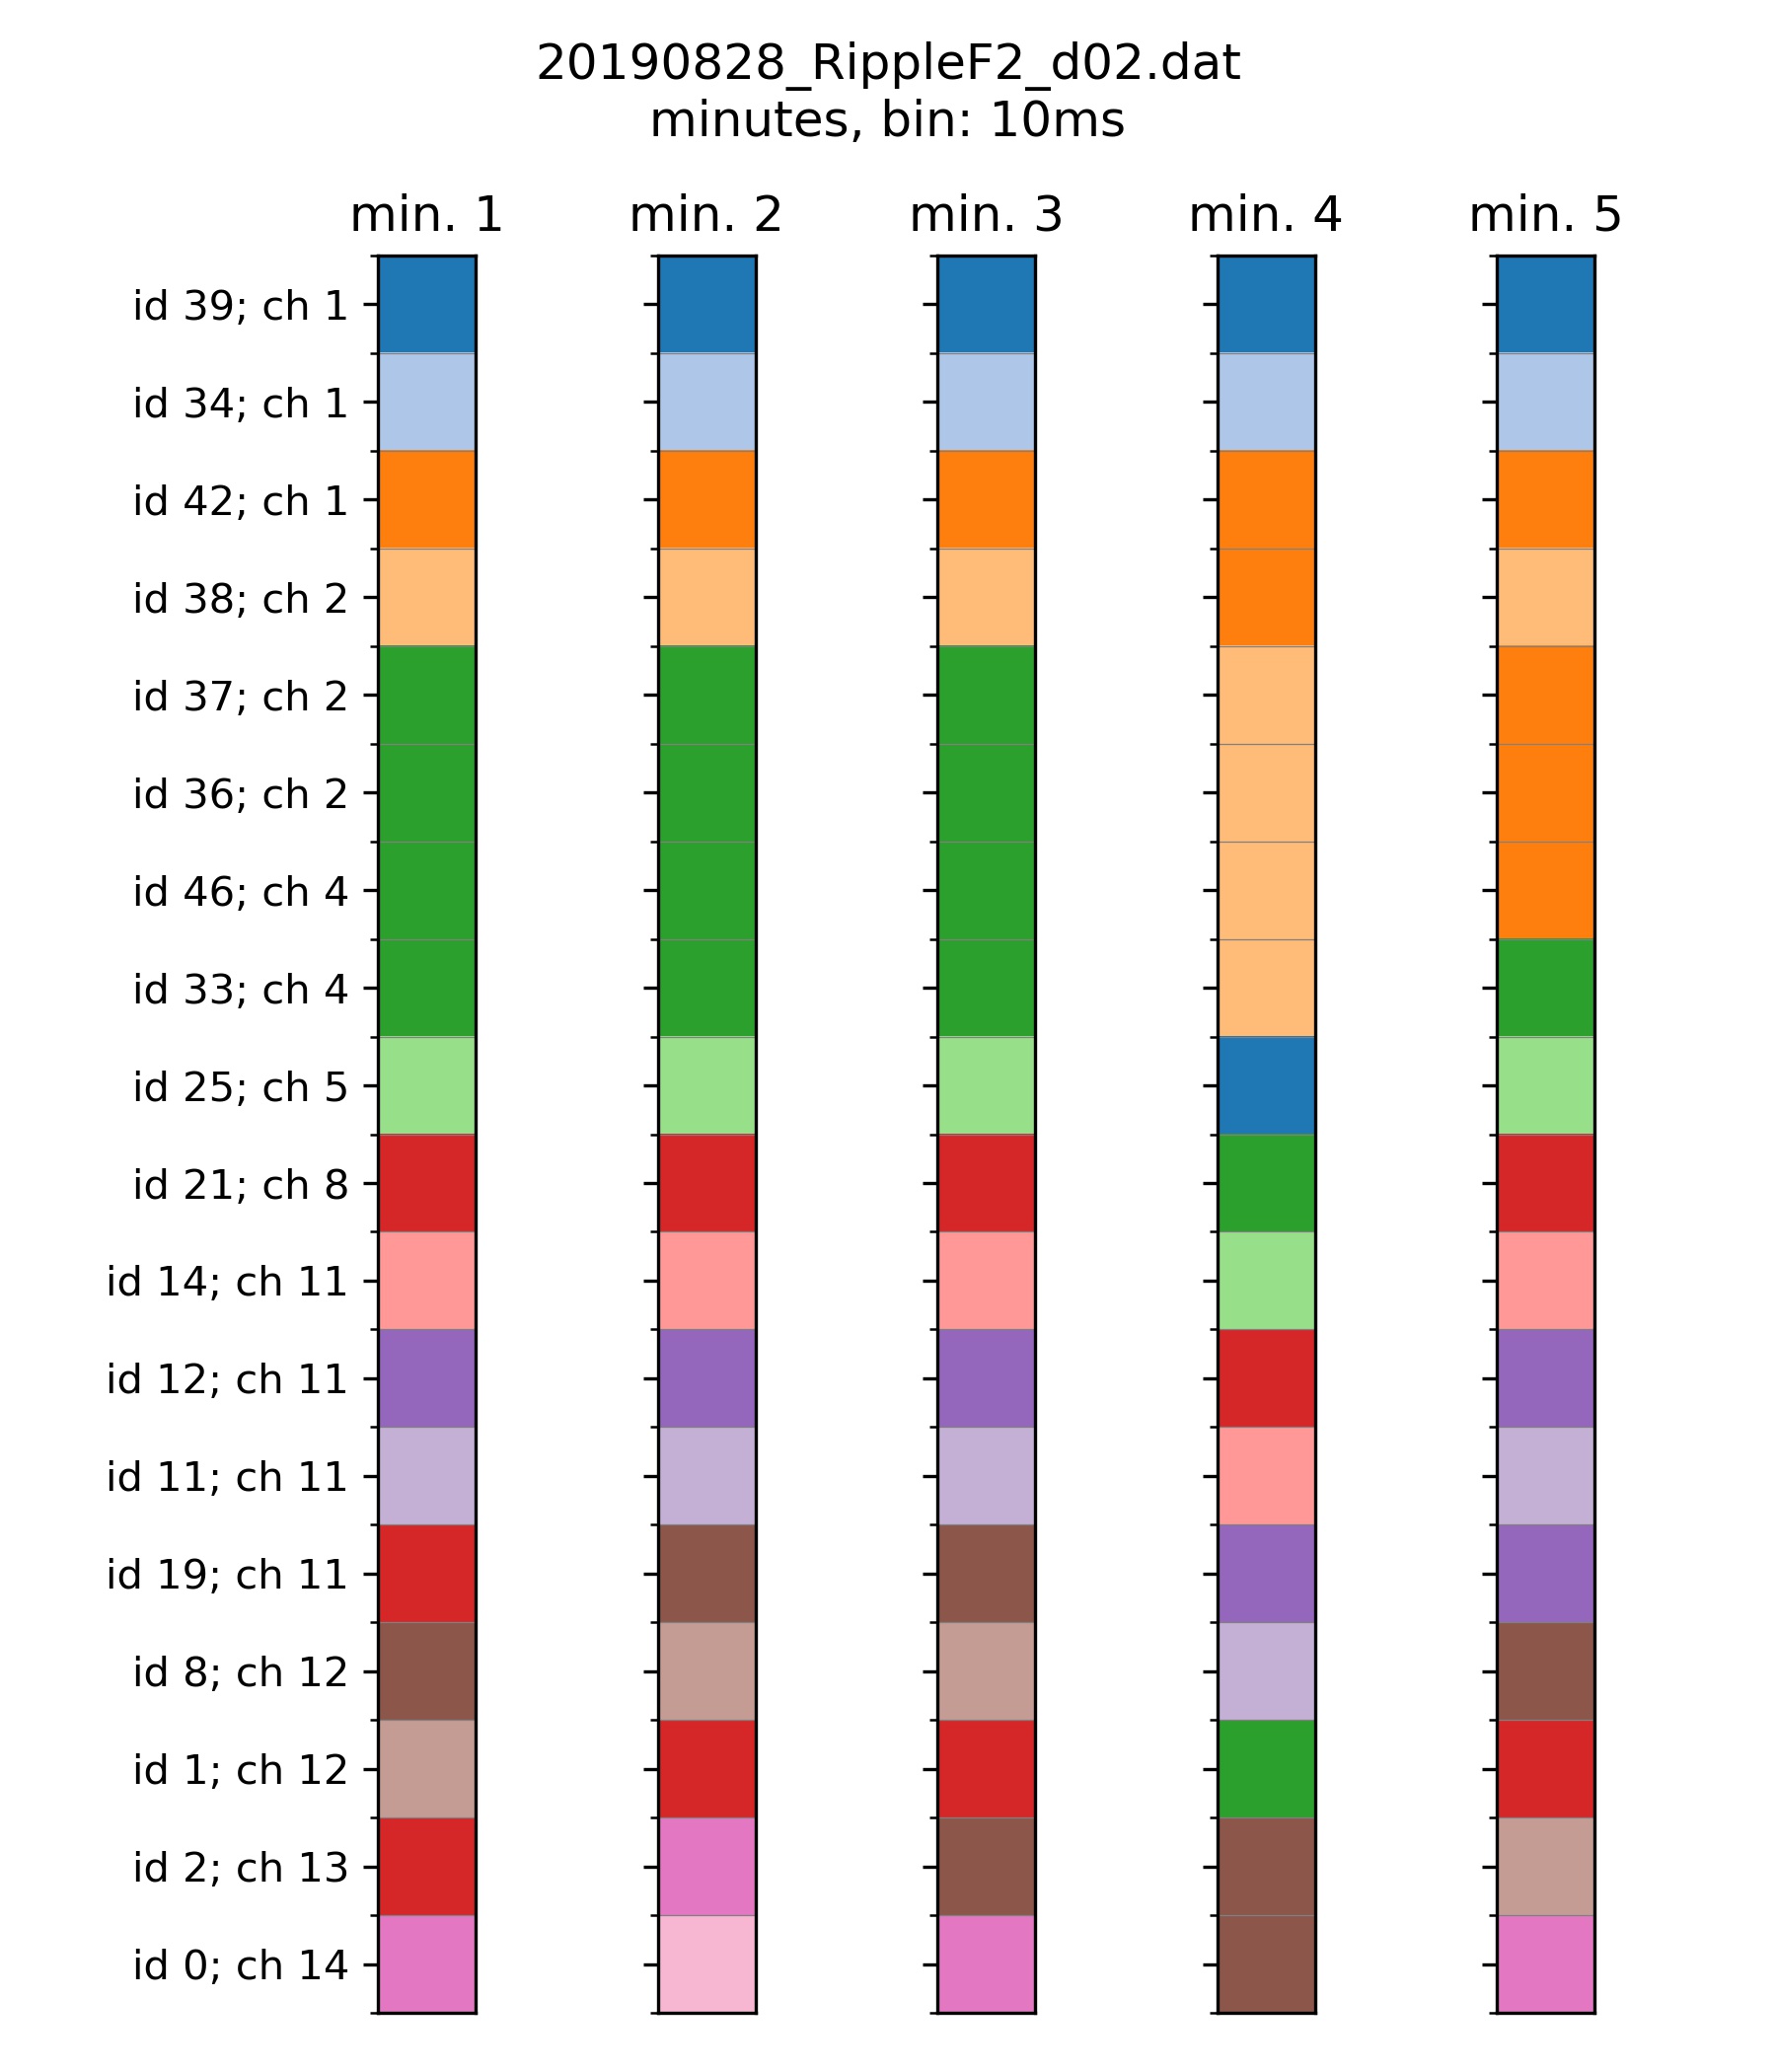 20190828_RippleF2_d02.dat
minutes, bin: 10ms
min. 1 min. 2 min. 3 min. 4 min. 5
id 39; ch 1
id 34; ch 1
id 42; ch 1
id 38; ch 2
id 37; ch 2
id 36; ch 2
id 46; ch 4
id 33; ch 4
id 25; ch 5
id 21; ch 8
id 14; ch 11
id 12; ch 11
id 11; ch 11
id 19; ch 11
id 8; ch 12
id 1; ch 12
id 2; ch 13
id 0; ch 14